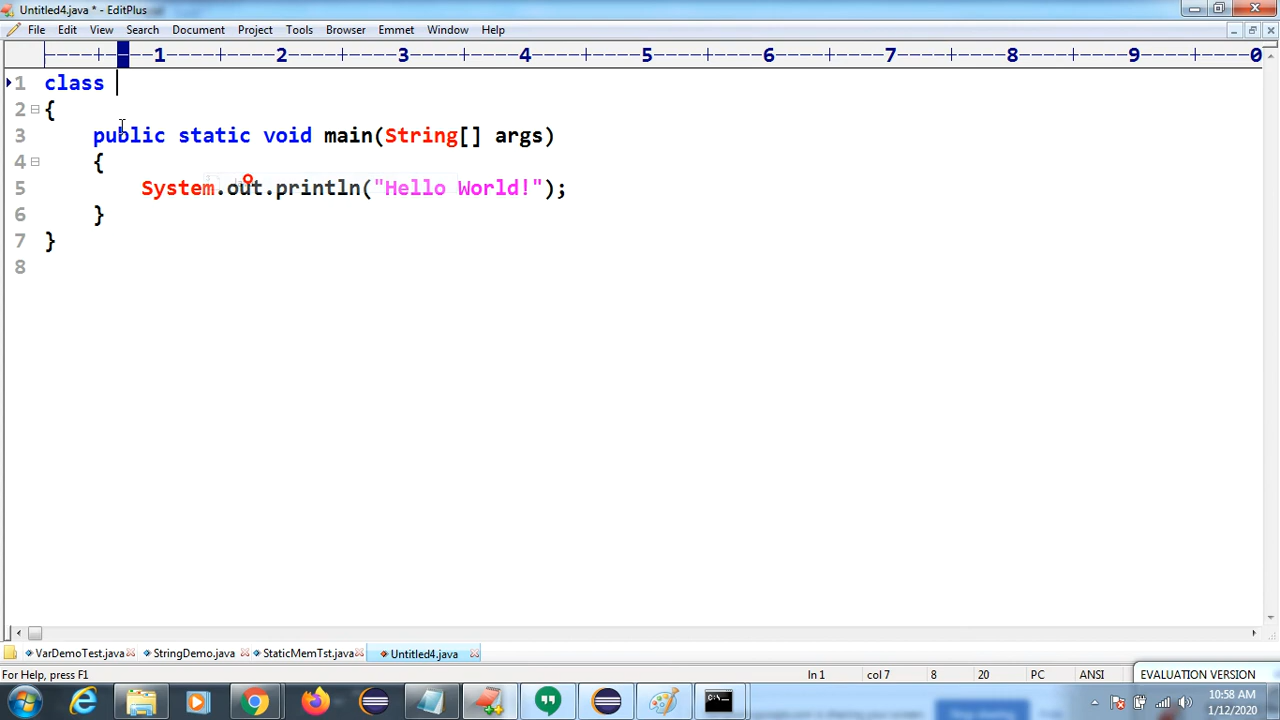 Untitled4.java * - EditPlus
File Edit View Search Document Project Tools Browser Emmet Window Help
----+----1----+----2----+----3----+----4----+----5----+----6----+----7----+----8----+----9----+----0
1 class
2 {
3 public static void main(String[] args)
4 {
5 System.out.println("Hello World!");
6 }
7 }
8
VarDemoTest.java StringDemo.java StaticMemTst.java Untitled4.java
For Help, press F1 ln 1 col 7 8 20 PC ANSI EVALUATION VERSION
10:58 AM
1/12/2020